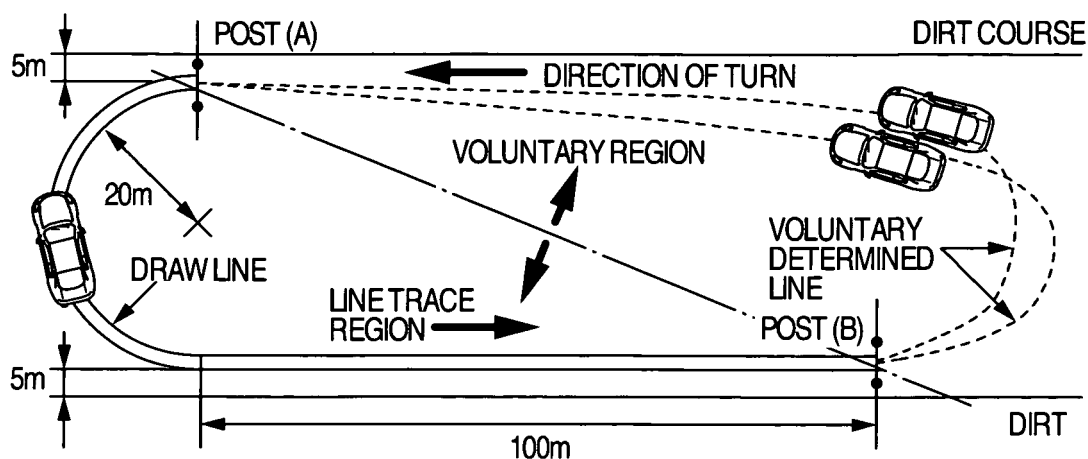 POST (A)
DIRT COURSE
5m
DIRECTION OF TURN
VOLUNTARY REGION
20m
DRAW LINE
VOLUNTARY
DETERMINED
LINE
LINE TRACE
REGION
POST (B)
5m
DIRT
100m